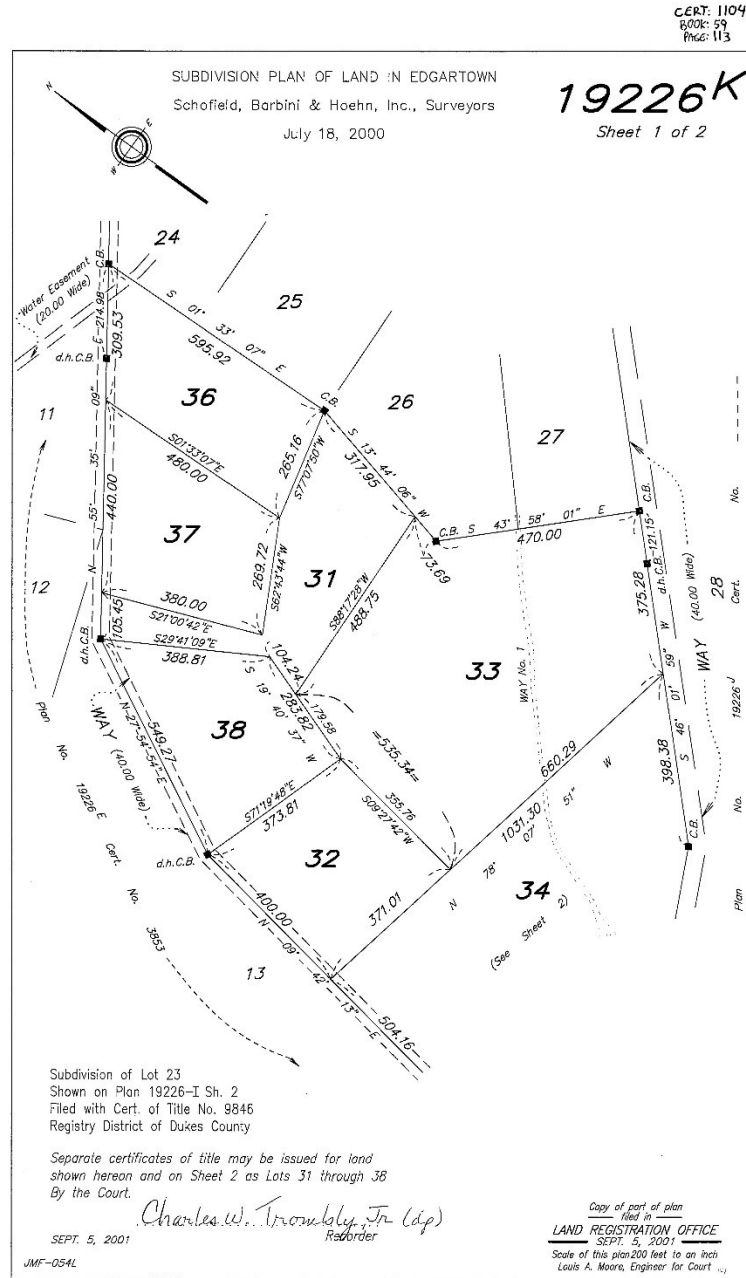 CERT: 1104
BOOK: 59
PAGE: 113
SUBDIVISION PLAN OF LAND IN EDGARTOWN
Schofield, Barbini & Hoehn, Inc., Surveyors
July 18, 2000
19226K
Sheet 1 of 2
N
E
W
24
C.B.
Water Easement
(20.00 Wide)
25
S 01° 33' 07" E
595.92
214.98
309.53
d.h.C.B.
36
C.B.
26
11
S01°33'07"E
480.00
265.16
S77°07'50"W
S 13° 44' 06" W
317.95
27
N 55° 35' 09" E
440.00
37
C.B.
S 43° 58' 01" E
470.00
C.B.
73.69
121.15
d.h.C.B.
375.28
WAY (40.00 Wide)
28
Cert. No.
12
269.72
S62°43'44"W
31
S88°17'28"W
488.75
380.00
S21°00'42"E
105.45
d.h.C.B.
S29°41'09"E
388.81
104.24
33
WAY No. 1
S 46° 01' 59" W
398.38
C.B.
Plan No. 19226J
38
S 19° 40' 37" W
283.82
179.58
=535.34=
549.27
N-27°-54'-54"-E
WAY (40.00 Wide)
Plan No. 19226E Cert. No. 3853
S71°19'48"E
373.81
355.76
S09°27'42"W
660.29
1031.30
N 78° 07' 51" W
d.h.C.B.
32
34
(See Sheet 2)
371.01
400.00
N 09° 42' 13" E
13
504.16
Subdivision of Lot 23
Shown on Plan 19226-I Sh. 2
Filed with Cert. of Title No. 9846
Registry District of Dukes County
Separate certificates of title may be issued for land
shown hereon and on Sheet 2 as Lots 31 through 38
By the Court.
Charles W. Trombly, Jr (dp)
Recorder
SEPT. 5, 2001
JMF-054L
Copy of part of plan
filed in
LAND REGISTRATION OFFICE
SEPT. 5, 2001
Scale of this plan 200 feet to an inch
Louis A. Moore, Engineer for Court